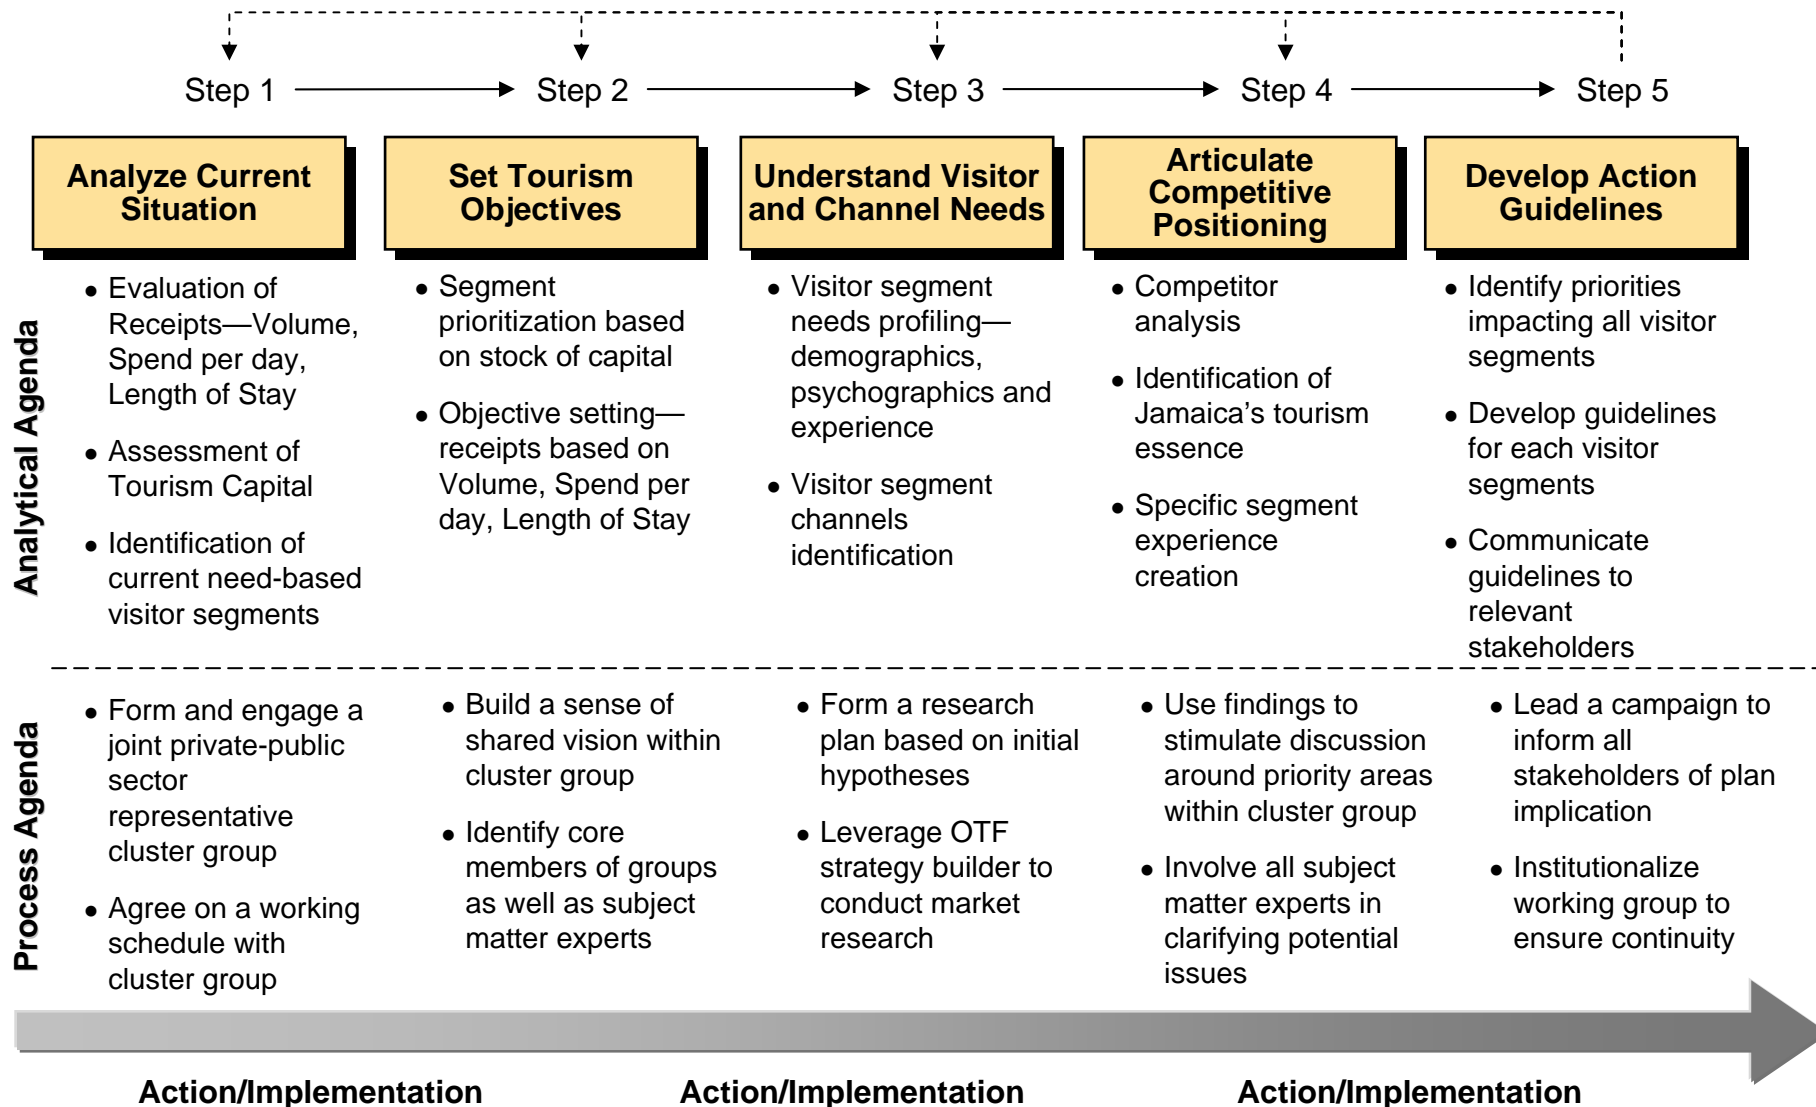 Step 1
Step 2
Step 3
Step 4
Step 5
Analyze Current
Situation
Set Tourism
Objectives
Understand Visitor
and Channel Needs
Articulate
Competitive
Positioning
Develop Action
Guidelines
Analytical Agenda
• Evaluation of
Receipts—Volume,
Spend per day,
Length of Stay
• Assessment of
Tourism Capital
• Identification of
current need-based
visitor segments
• Segment
prioritization based
on stock of capital
• Objective setting—
receipts based on
Volume, Spend per
day, Length of Stay
• Visitor segment
needs profiling—
demographics,
psychographics and
experience
• Visitor segment
channels
identification
• Competitor
analysis
• Identification of
Jamaica’s tourism
essence
• Specific segment
experience
creation
• Identify priorities
impacting all visitor
segments
• Develop guidelines
for each visitor
segments
• Communicate
guidelines to
relevant
stakeholders
Process Agenda
• Form and engage a
joint private-public
sector
representative
cluster group
• Agree on a working
schedule with
cluster group
• Build a sense of
shared vision within
cluster group
• Identify core
members of groups
as well as subject
matter experts
• Form a research
plan based on initial
hypotheses
• Leverage OTF
strategy builder to
conduct market
research
• Use findings to
stimulate discussion
around priority areas
within cluster group
• Involve all subject
matter experts in
clarifying potential
issues
• Lead a campaign to
inform all
stakeholders of plan
implication
• Institutionalize
working group to
ensure continuity
Action/Implementation
Action/Implementation
Action/Implementation